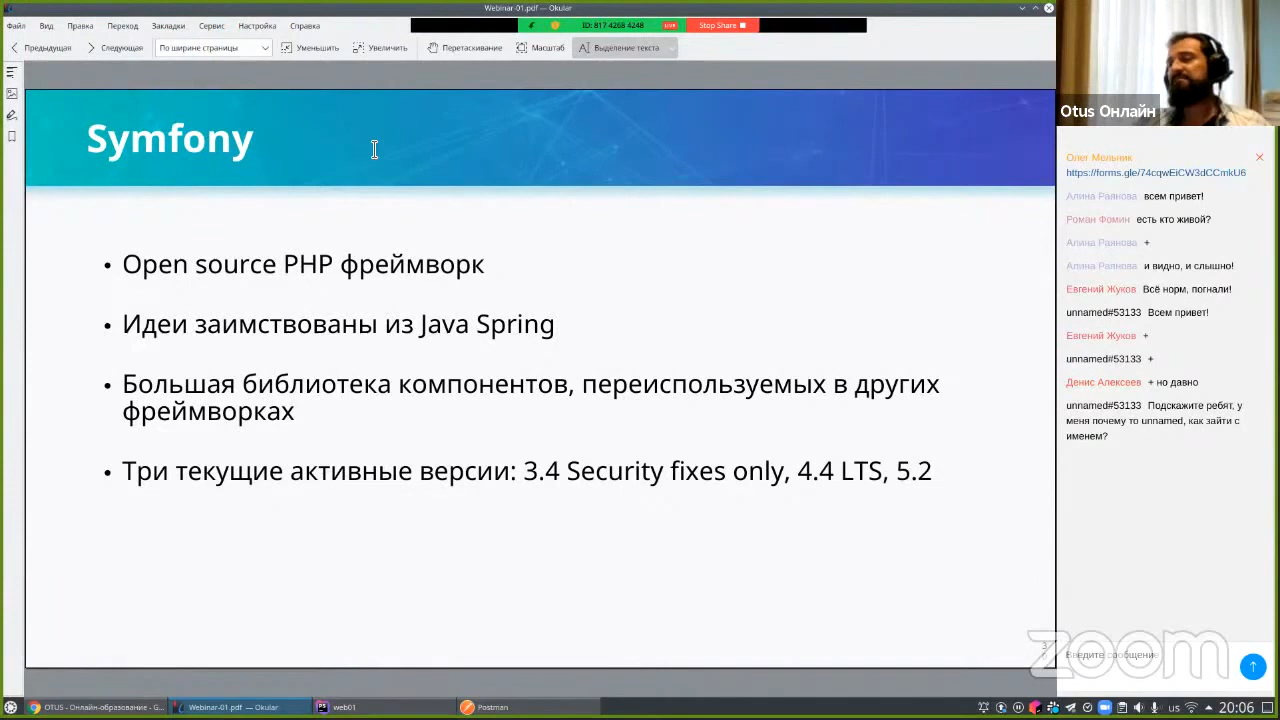 Webinar-01.pdf — Okular
Файл Вид Правка Переход Закладки Сервис Настройка Справка
ID: 817 4268 4248 LIVE Stop Share
Предыдущая Следующая По ширине страницы Уменьшить Увеличить Перетаскивание Масштаб Выделение текста
Symfony
• Open source PHP фреймворк
• Идеи заимствованы из Java Spring
• Большая библиотека компонентов, переиспользуемых в других
фреймворках
• Три текущие активные версии: 3.4 Security fixes only, 4.4 LTS, 5.2
Otus Онлайн
Олег Мельник
https://forms.gle/74cqwEiCW3dCCmkU6
Алина Раянова всем привет!
Роман Фомин есть кто живой?
Алина Раянова +
Алина Раянова и видно, и слышно!
Евгений Жуков Всё норм, погнали!
unnamed#53133 Всем привет!
Евгений Жуков +
unnamed#53133 +
Денис Алексеев + но давно
unnamed#53133 Подскажите ребят, у
меня почему то unnamed, как зайти с
именем?
Введите сообщение
zoom
OTUS - Онлайн-образование - G... Webinar-01.pdf — Okular web01 Postman us 20:06